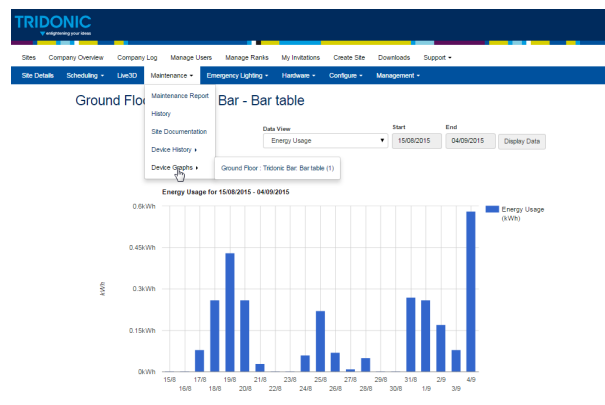 TRIDONIC
enlightening your ideas
Sites Company Overview Company Log Manage Users Manage Ranks My Invitations Create Site Downloads Support
Site Details Scheduling Live3D Maintenance Emergency Lighting Hardware Configure Management
Ground Flo Bar - Bar table
Maintenance Report
History
Site Documentation
Device History
Device Graphs
Ground Floor : Tridonic Bar: Bar table (1)
Data View Start End
Energy Usage 15/08/2015 04/09/2015 Display Data
Energy Usage for 15/08/2015 - 04/09/2015
0.6kWh
0.45kWh
0.3kWh
0.15kWh
0kWh
kWh
Energy Usage
(kWh)
15/8 17/8 19/8 21/8 23/8 25/8 27/8 29/8 31/8 2/9 4/9
16/8 18/8 20/8 22/8 24/8 26/8 28/8 30/8 1/9 3/9